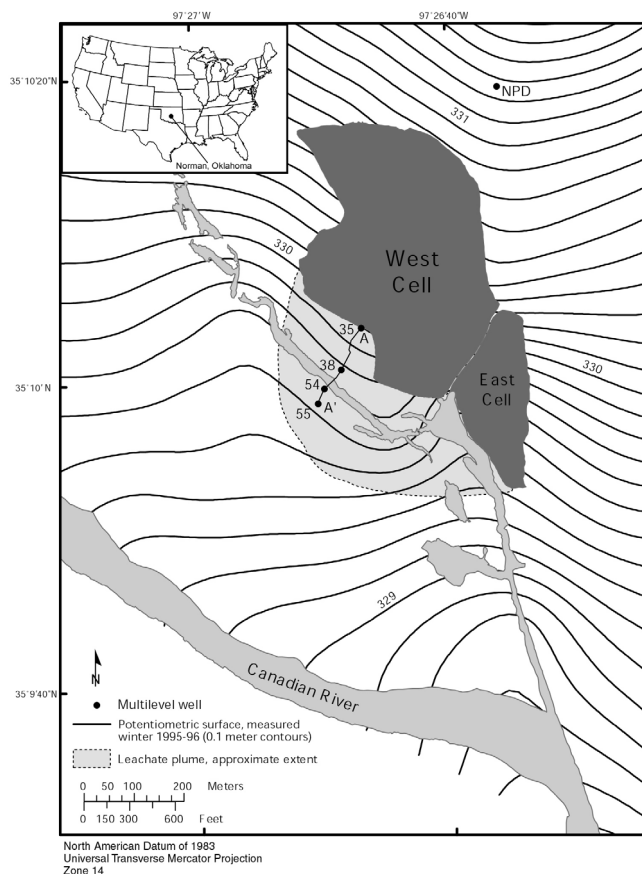 97°27'W
97°26'40"W
35°10'20"N
NPD
331
Norman, Oklahoma
330
West
Cell
35
A
38
35°10'N
54
55
A'
East
Cell
330
329
Canadian River
35°9'40"N
N
Multilevel well
Potentiometric surface, measured
winter 1995-96 (0.1 meter contours)
Leachate plume, approximate extent
0 50 100 200 Meters
0 150 300 600 Feet
North American Datum of 1983
Universal Transverse Mercator Projection
Zone 14